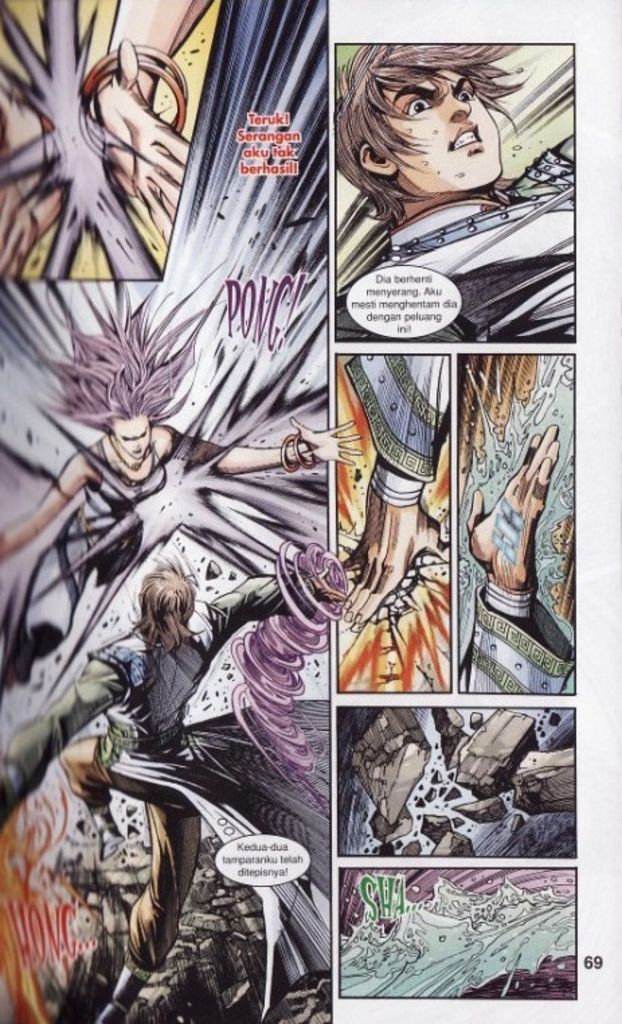 Teruk!
Serangan
aku tak
berhasil!
PONG!
Kedua-dua
tamparanku telah
ditepisnya!
HONG...
Dia berhenti
menyerang. Aku
mesti menghentam dia
dengan peluang
ini!
SHA...
69